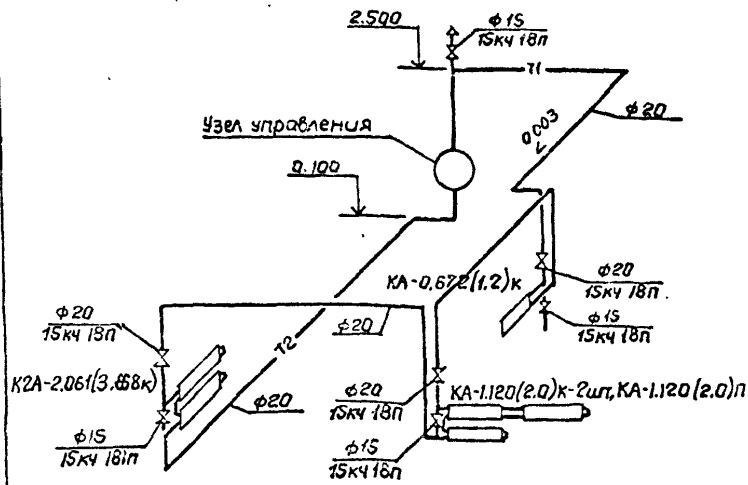 2.500
ф15
15кч 18п
Т1
ф20
0.003
Узел управления
0.100
КА-0.672(1.2)к
ф20
15кч 18п.
ф15
15кч 18п
ф20
15кч 18п
ф20
Т2
К2А-2.061(3.668к)
ф20
ф20
15кч 18п
КА-1.120(2.0)к-2шт, КА-1.120(2.0)П
ф15
15кч 18п
ф15
15кч 18п